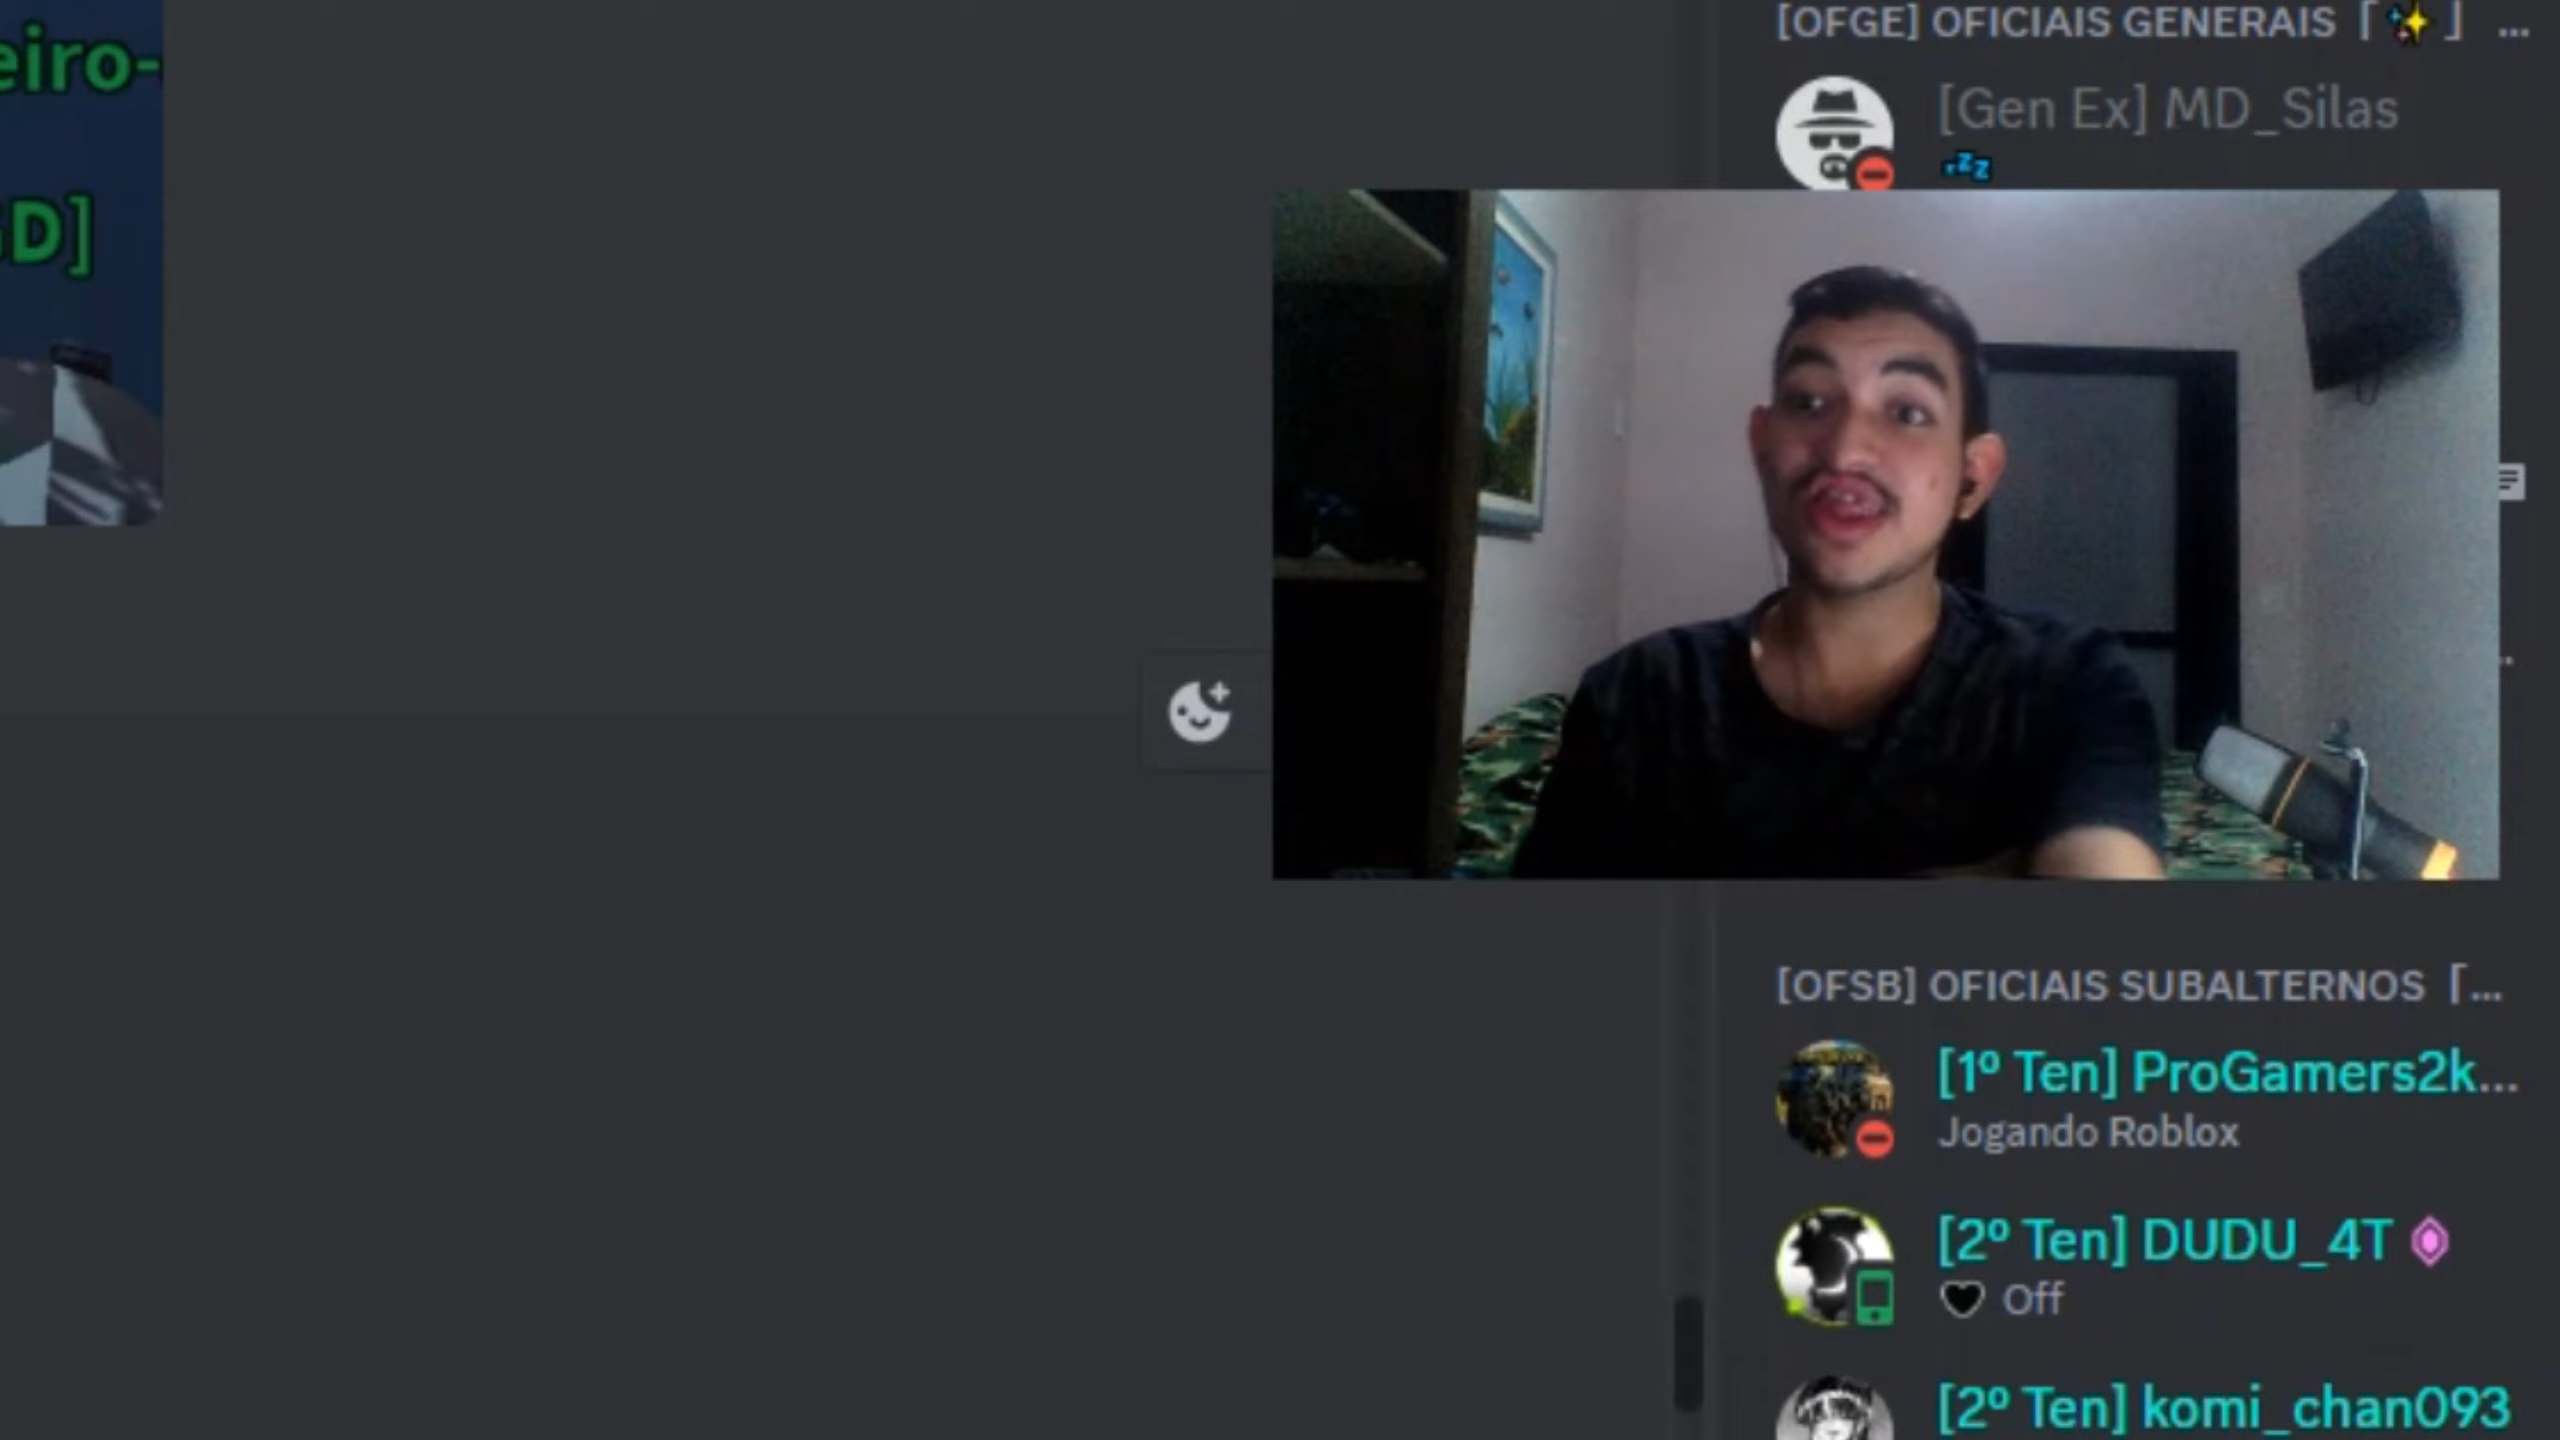 eiro-
D]
[OFGE] OFICIAIS GENERAIS「✨」 ...
[Gen Ex] MD_Silas
💤
[OFSB] OFICIAIS SUBALTERNOS「...
[1º Ten] ProGamers2k...
Jogando Roblox
[2º Ten] DUDU_4T
🖤 Off
[2º Ten] komi_chan093